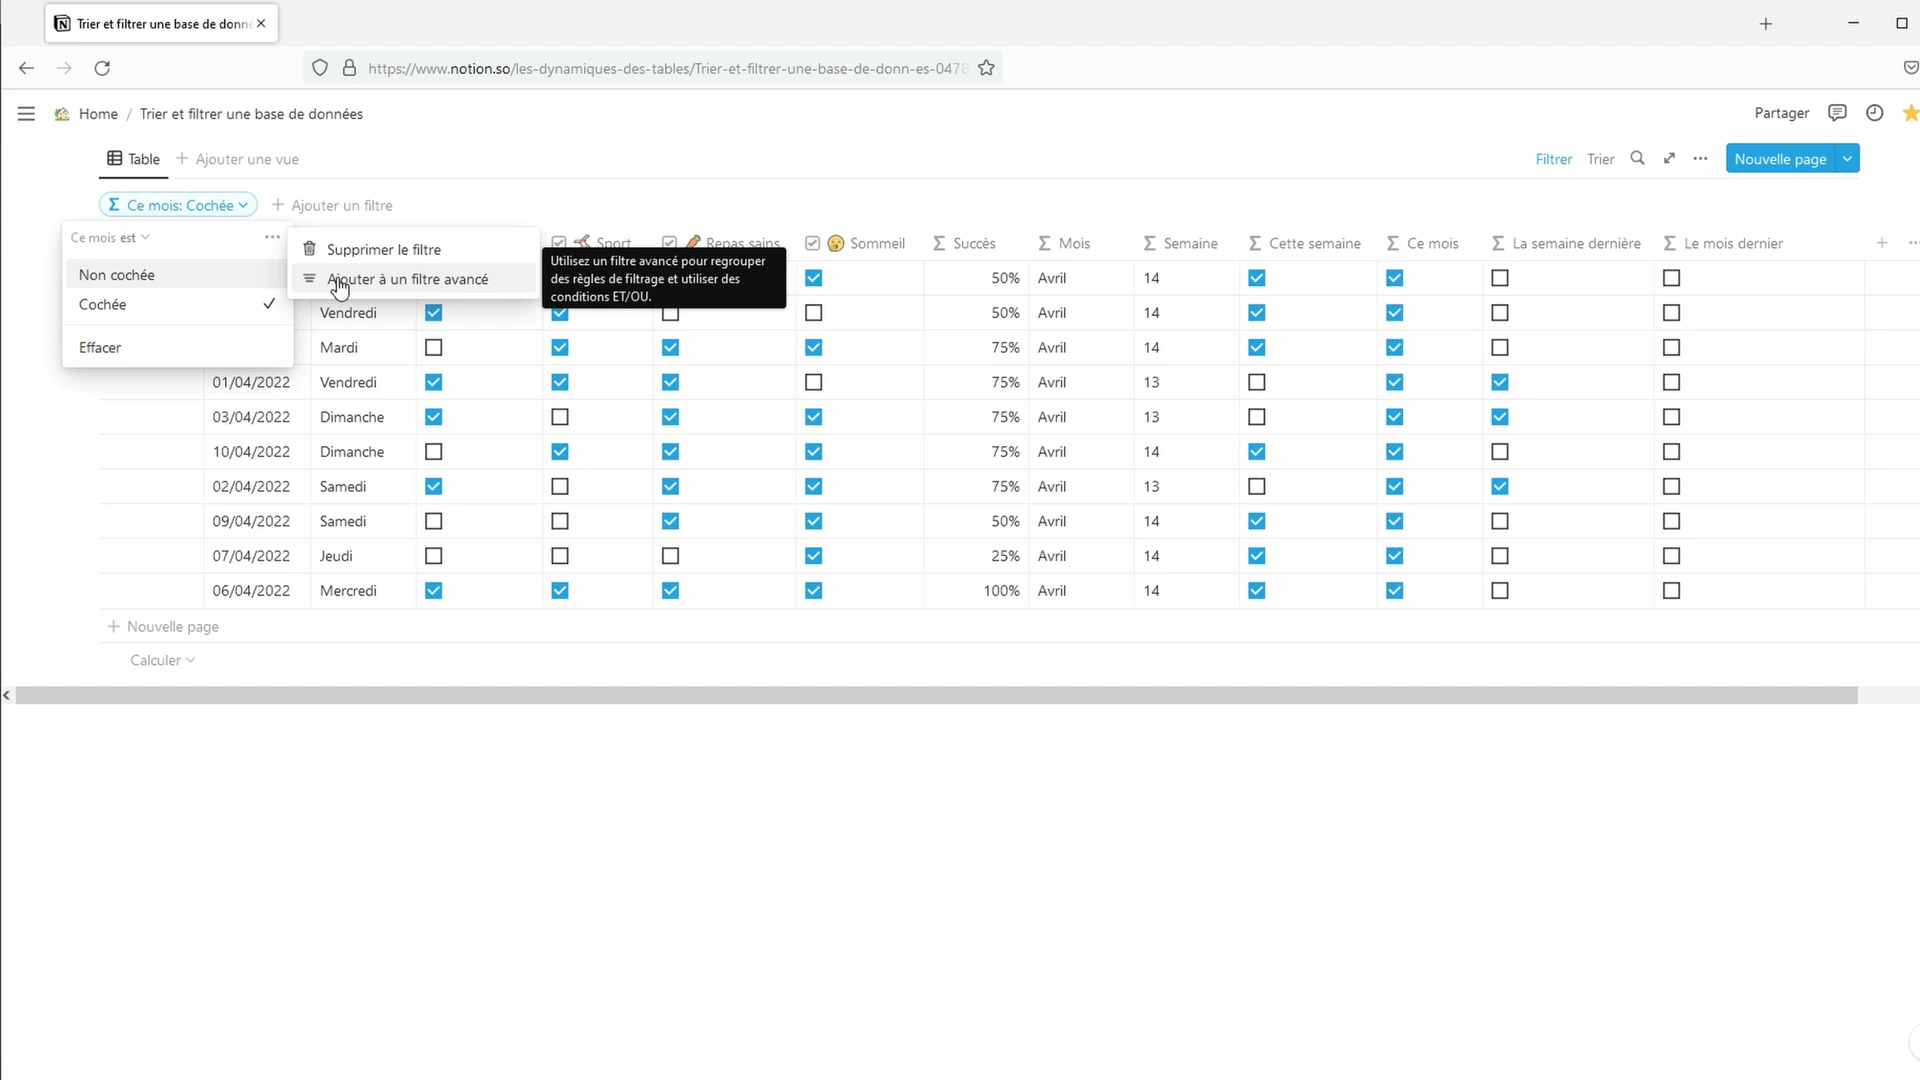 Trier et filtrer une base de donn
https://www.notion.so/les-dynamiques-des-tables/Trier-et-filtrer-une-base-de-donn-es-0478
Home / Trier et filtrer une base de données
Partager
Table
Ajouter une vue
Filtrer
Trier
Nouvelle page
Σ Ce mois: Cochée
Ajouter un filtre
Ce mois est
Non cochée
Cochée
Effacer
Supprimer le filtre
Ajouter à un filtre avancé
Utilisez un filtre avancé pour regrouper
des règles de filtrage et utiliser des
conditions ET/OU.
Sport Repas sains Sommeil Σ Succès Σ Mois Σ Semaine Σ Cette semaine Σ Ce mois Σ La semaine dernière Σ Le mois dernier
50% Avril 14
Vendredi 50% Avril 14
Mardi 75% Avril 14
01/04/2022 Vendredi 75% Avril 13
03/04/2022 Dimanche 75% Avril 13
10/04/2022 Dimanche 75% Avril 14
02/04/2022 Samedi 75% Avril 13
09/04/2022 Samedi 50% Avril 14
07/04/2022 Jeudi 25% Avril 14
06/04/2022 Mercredi 100% Avril 14
Nouvelle page
Calculer